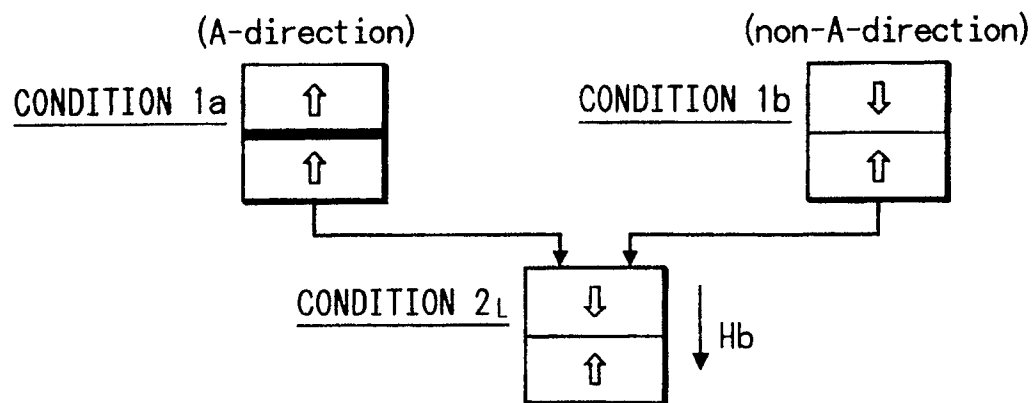 (A-direction) (non-A-direction)
CONDITION 1a CONDITION 1b
CONDITION 2L
Hb